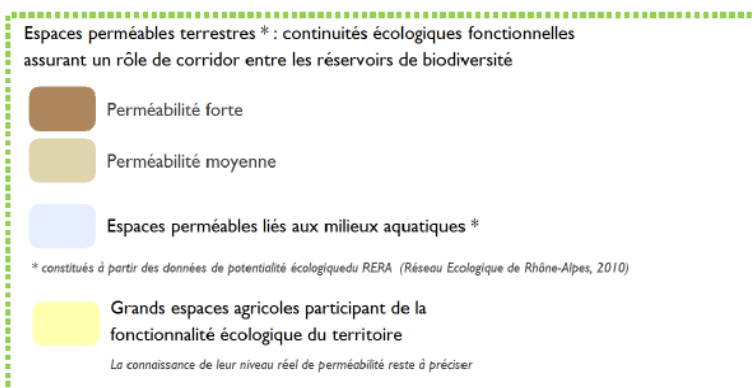 Espaces perméables terrestres * : continuités écologiques fonctionnelles
assurant un rôle de corridor entre les réservoirs de biodiversité
Perméabilité forte
Perméabilité moyenne
Espaces perméables liés aux milieux aquatiques *
* constitués à partir des données de potentialité écologiquedu RERA (Réseau Ecologique de Rhône-Alpes, 2010)
Grands espaces agricoles participant de la
fonctionnalité écologique du territoire
La connaissance de leur niveau réel de perméabilité reste à préciser